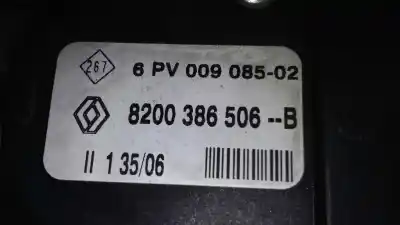 267
6 PV 009 085-02
8200 386 506 --B
II 1 35/06